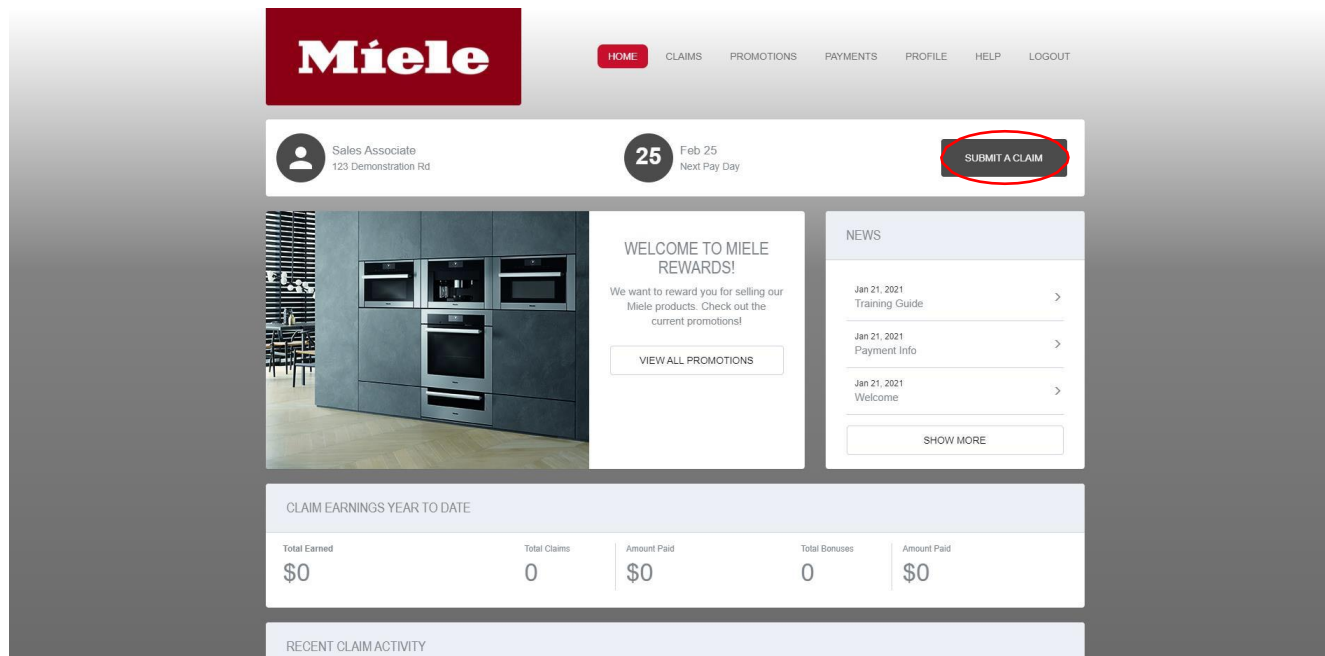 Miele
HOME CLAIMS PROMOTIONS PAYMENTS PROFILE HELP LOGOUT
Sales Associate
123 Demonstration Rd
25
Feb 25
Next Pay Day
SUBMIT A CLAIM
WELCOME TO MIELE
REWARDS!
We want to reward you for selling our
Miele products. Check out the
current promotions!
VIEW ALL PROMOTIONS
NEWS
Jan 21, 2021
Training Guide
Jan 21, 2021
Payment Info
Jan 21, 2021
Welcome
SHOW MORE
CLAIM EARNINGS YEAR TO DATE
Total Earned Total Claims Amount Paid Total Bonuses Amount Paid
$0 0 $0 0 $0
RECENT CLAIM ACTIVITY